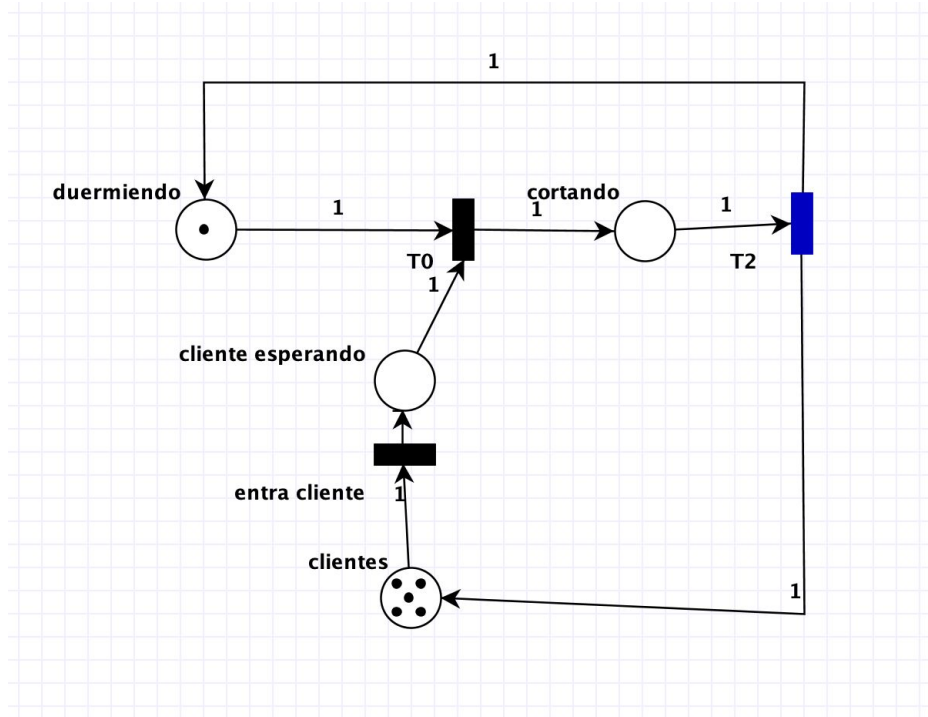 1
duermiendo
1
cortando
1
1
T0
T2
1
cliente esperando
entra cliente
1
clientes
1